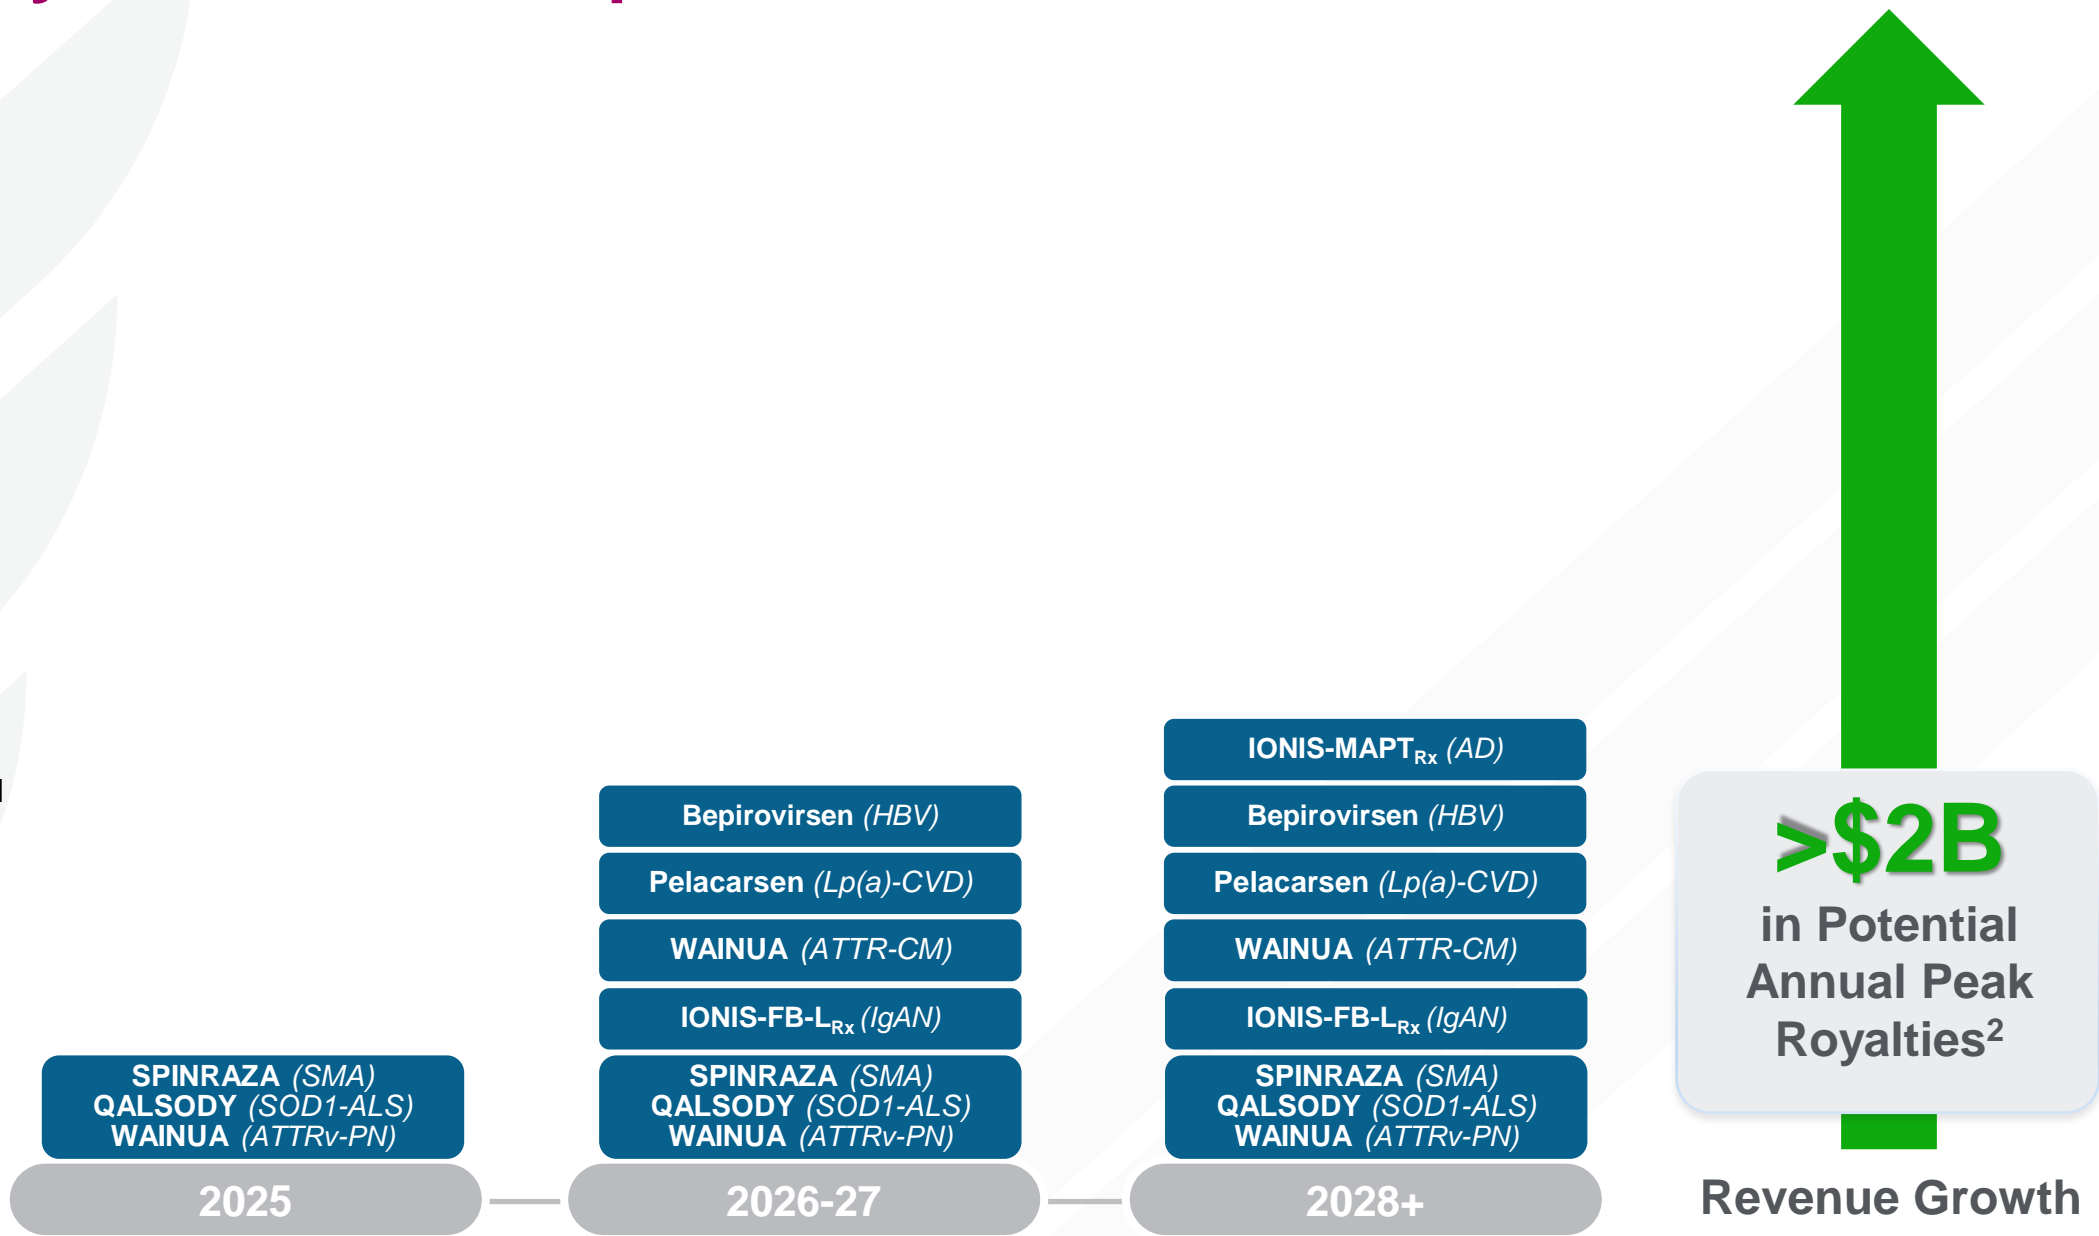 IONIS-MAPTRx (AD)
Bepirovirsen (HBV)
Bepirovirsen (HBV)
Pelacarsen (Lp(a)-CVD)
Pelacarsen (Lp(a)-CVD)
WAINUA (ATTR-CM)
WAINUA (ATTR-CM)
IONIS-FB-LRx (IgAN)
IONIS-FB-LRx (IgAN)
SPINRAZA (SMA)
QALSODY (SOD1-ALS)
WAINUA (ATTRv-PN)
SPINRAZA (SMA)
QALSODY (SOD1-ALS)
WAINUA (ATTRv-PN)
SPINRAZA (SMA)
QALSODY (SOD1-ALS)
WAINUA (ATTRv-PN)
2025
2026-27
2028+
>$2B
in Potential
Annual Peak
Royalties2
Revenue Growth